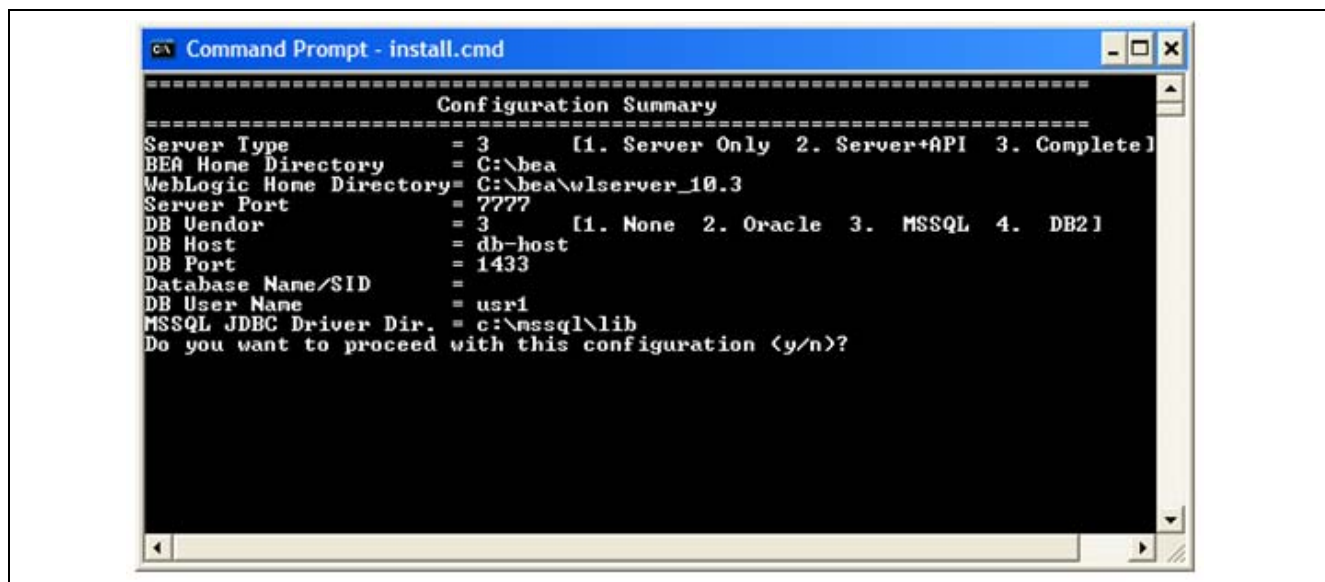 Command Prompt - install.cmd
===========================================================================
Configuration Summary
===========================================================================
Server Type = 3 [1. Server Only 2. Server+API 3. Complete]
BEA Home Directory = C:\bea
WebLogic Home Directory= C:\bea\wlserver_10.3
Server Port = 7777
DB Vendor = 3 [1. None 2. Oracle 3. MSSQL 4. DB2]
DB Host = db-host
DB Port = 1433
Database Name/SID =
DB User Name = usr1
MSSQL JDBC Driver Dir. = c:\mssql\lib
Do you want to proceed with this configuration (y/n)?